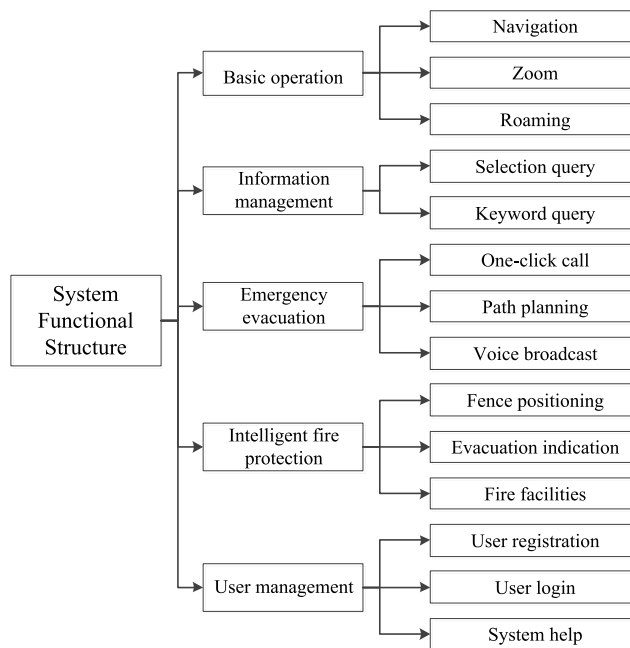 System
Functional
Structure
Basic operation
Navigation
Zoom
Roaming
Information
management
Selection query
Keyword query
Emergency
evacuation
One-click call
Path planning
Voice broadcast
Intelligent fire
protection
Fence positioning
Evacuation indication
Fire facilities
User management
User registration
User login
System help